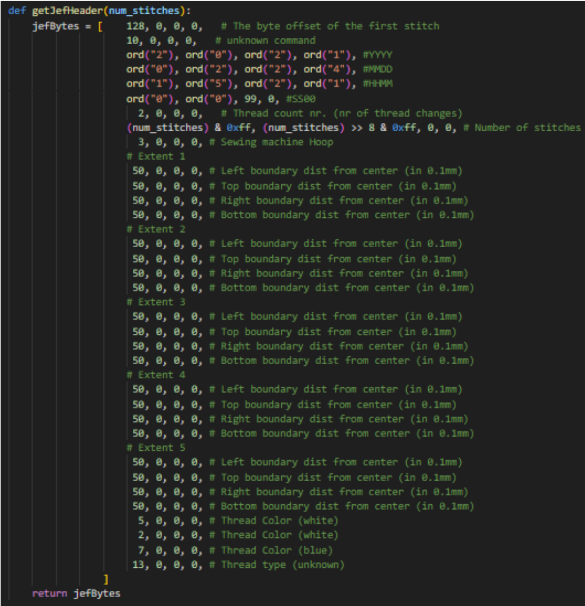 def getJefHeader(num_stitches):
jefBytes = [ 128, 0, 0, 0, # The byte offset of the first stitch
10, 0, 0, 0, # unknown command
ord("2"), ord("0"), ord("2"), ord("1"), #YYYY
ord("0"), ord("2"), ord("2"), ord("4"), #MMDD
ord("1"), ord("5"), ord("2"), ord("1"), #HHMM
ord("0"), ord("0"), 99, 0, #SS00
2, 0, 0, 0, # Thread count nr. (nr of thread changes)
(num_stitches) & 0xff, (num_stitches) >> 8 & 0xff, 0, 0, # Number of stitches
3, 0, 0, 0, # Sewing machine Hoop
# Extent 1
50, 0, 0, 0, # Left boundary dist from center (in 0.1mm)
50, 0, 0, 0, # Top boundary dist from center (in 0.1mm)
50, 0, 0, 0, # Right boundary dist from center (in 0.1mm)
50, 0, 0, 0, # Bottom boundary dist from center (in 0.1mm)
# Extent 2
50, 0, 0, 0, # Left boundary dist from center (in 0.1mm)
50, 0, 0, 0, # Top boundary dist from center (in 0.1mm)
50, 0, 0, 0, # Right boundary dist from center (in 0.1mm)
50, 0, 0, 0, # Bottom boundary dist from center (in 0.1mm)
# Extent 3
50, 0, 0, 0, # Left boundary dist from center (in 0.1mm)
50, 0, 0, 0, # Top boundary dist from center (in 0.1mm)
50, 0, 0, 0, # Right boundary dist from center (in 0.1mm)
50, 0, 0, 0, # Bottom boundary dist from center (in 0.1mm)
# Extent 4
50, 0, 0, 0, # Left boundary dist from center (in 0.1mm)
50, 0, 0, 0, # Top boundary dist from center (in 0.1mm)
50, 0, 0, 0, # Right boundary dist from center (in 0.1mm)
50, 0, 0, 0, # Bottom boundary dist from center (in 0.1mm)
# Extent 5
50, 0, 0, 0, # Left boundary dist from center (in 0.1mm)
50, 0, 0, 0, # Top boundary dist from center (in 0.1mm)
50, 0, 0, 0, # Right boundary dist from center (in 0.1mm)
50, 0, 0, 0, # Bottom boundary dist from center (in 0.1mm)
5, 0, 0, 0, # Thread Color (white)
2, 0, 0, 0, # Thread Color (white)
7, 0, 0, 0, # Thread Color (blue)
13, 0, 0, 0, # Thread type (unknown)
]
return jefBytes